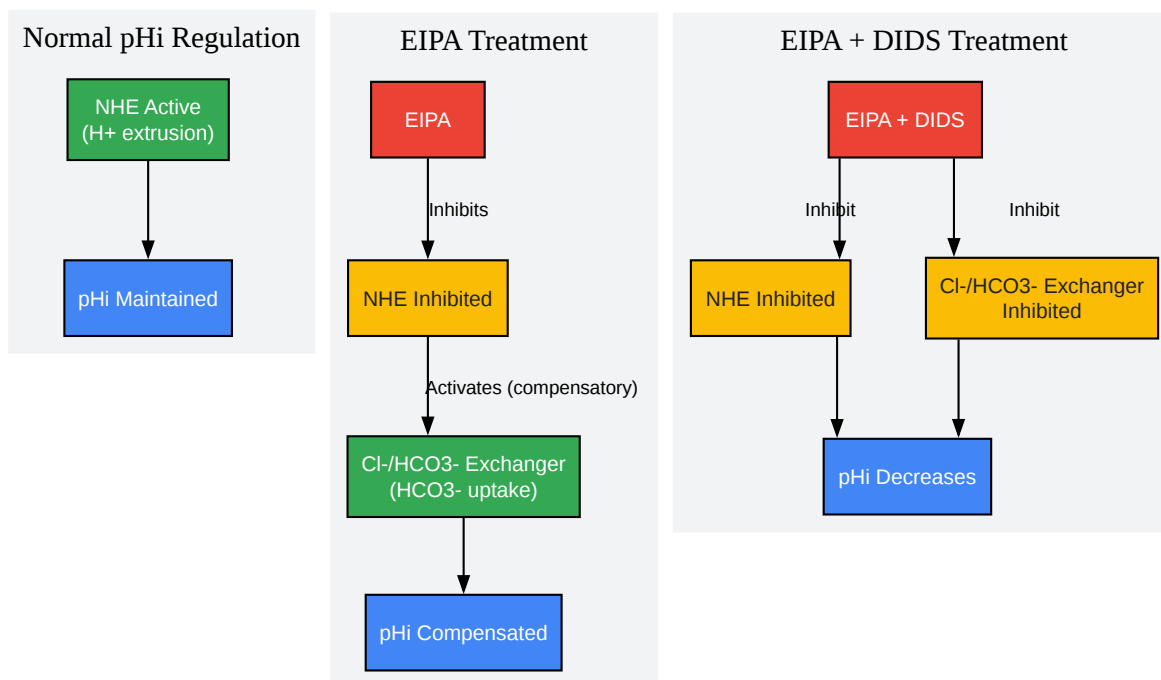 Normal pHi Regulation
NHE Active
(H+ extrusion)
pHi Maintained
EIPA Treatment
EIPA
Inhibits
NHE Inhibited
Activates (compensatory)
Cl-/HCO3- Exchanger
(HCO3- uptake)
pHi Compensated
EIPA + DIDS Treatment
EIPA + DIDS
Inhibit
Inhibit
NHE Inhibited
Cl-/HCO3- Exchanger
Inhibited
pHi Decreases